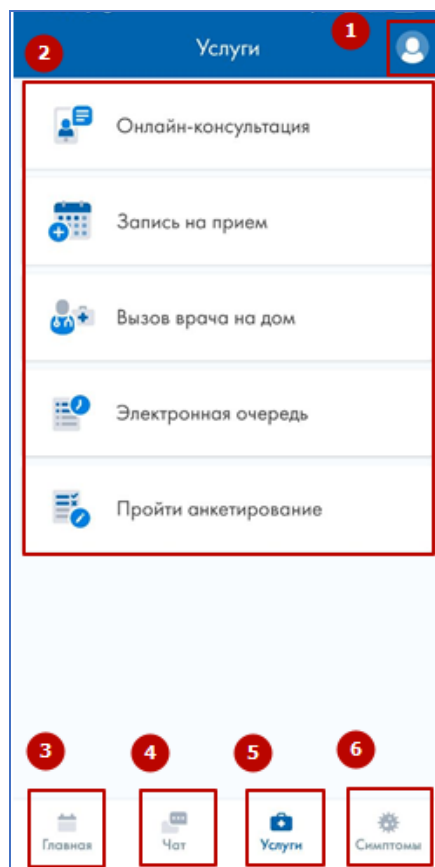 1
2
Услуги
Онлайн-консультация
Запись на прием
Вызов врача на дом
Электронная очередь
Пройти анкетирование
3
4
5
6
Главная
Чат
Услуги
Симптомы